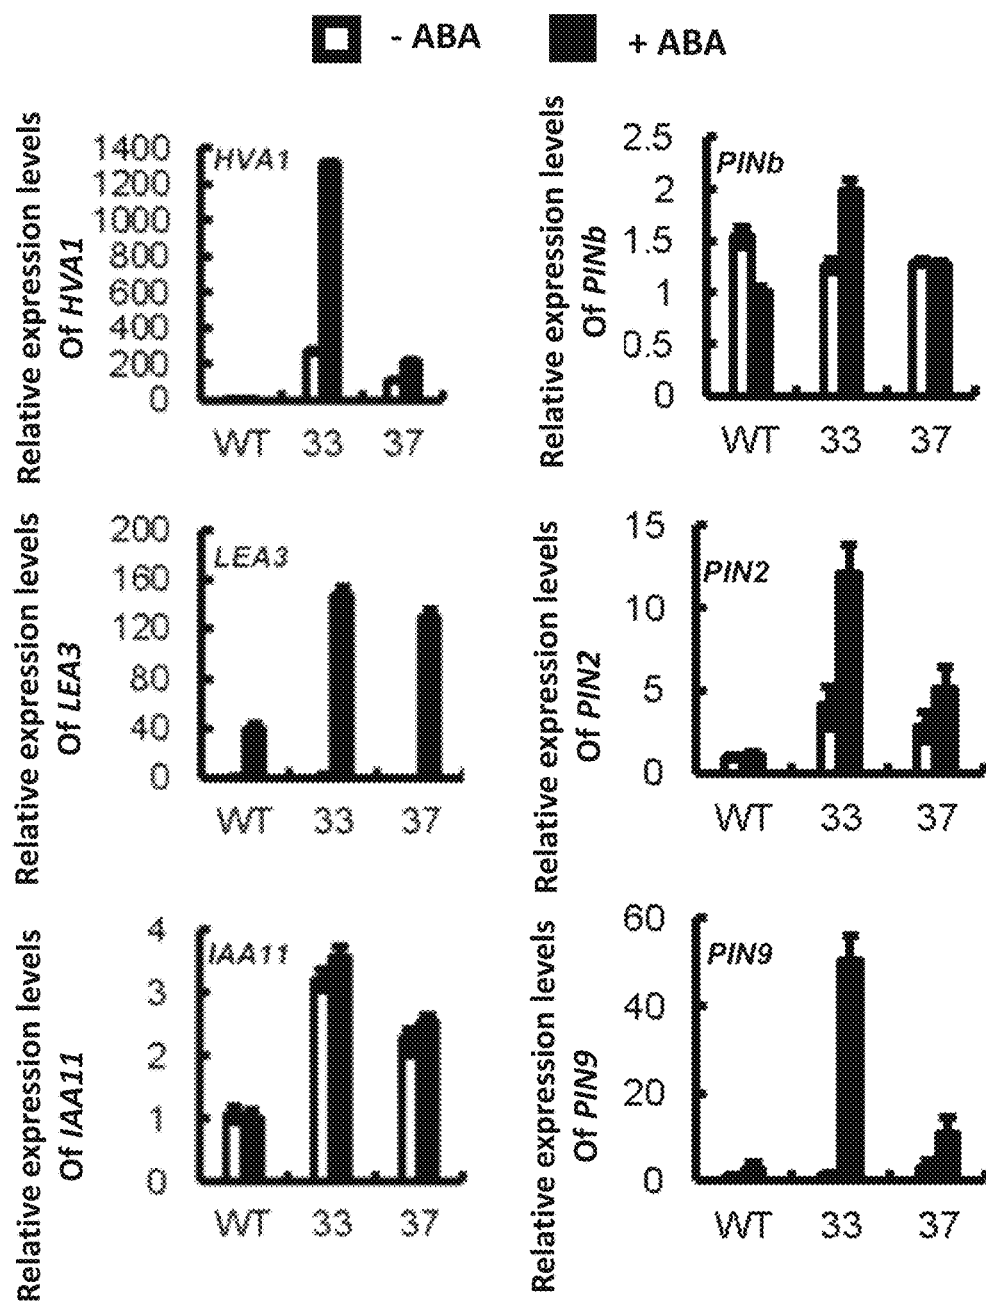 - ABA
+ ABA
Relative expression levels
Of HVA1
1400
1200
1000
800
600
400
200
0
HVA1
WT 33 37
Relative expression levels
Of PINb
2.5
2
1.5
1
0.5
0
PINb
WT 33 37
Relative expression levels
Of LEA3
200
160
120
80
40
0
LEA3
WT 33 37
Relative expression levels
Of PIN2
15
10
5
0
PIN2
WT 33 37
Relative expression levels
Of IAA11
4
3
2
1
0
IAA11
WT 33 37
Relative expression levels
Of PIN9
60
40
20
0
PIN9
WT 33 37